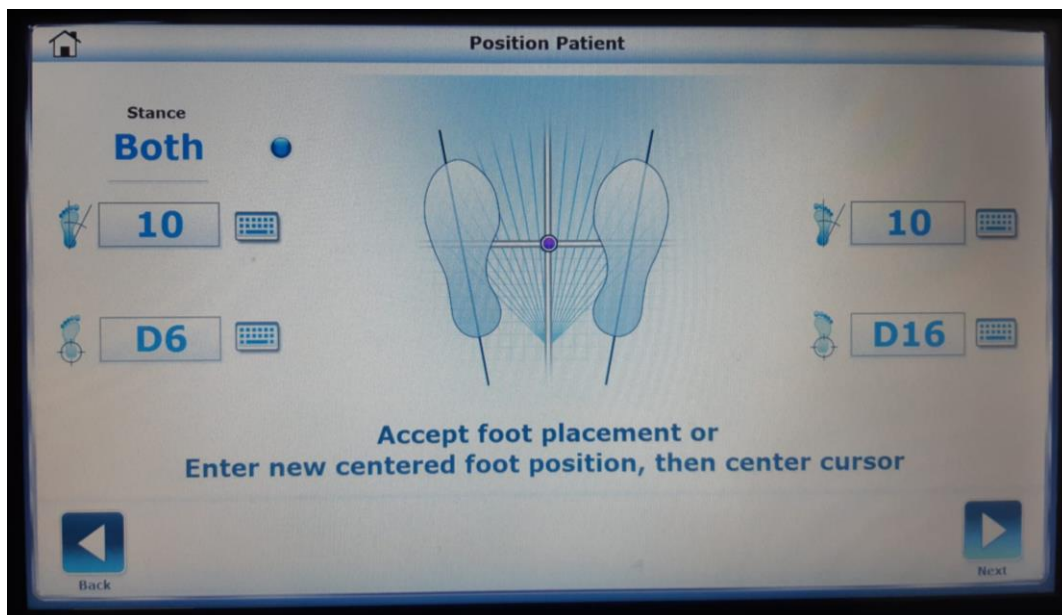 Position Patient
Stance
Both
10
10
D6
D16
Accept foot placement or
Enter new centered foot position, then center cursor
Back
Next